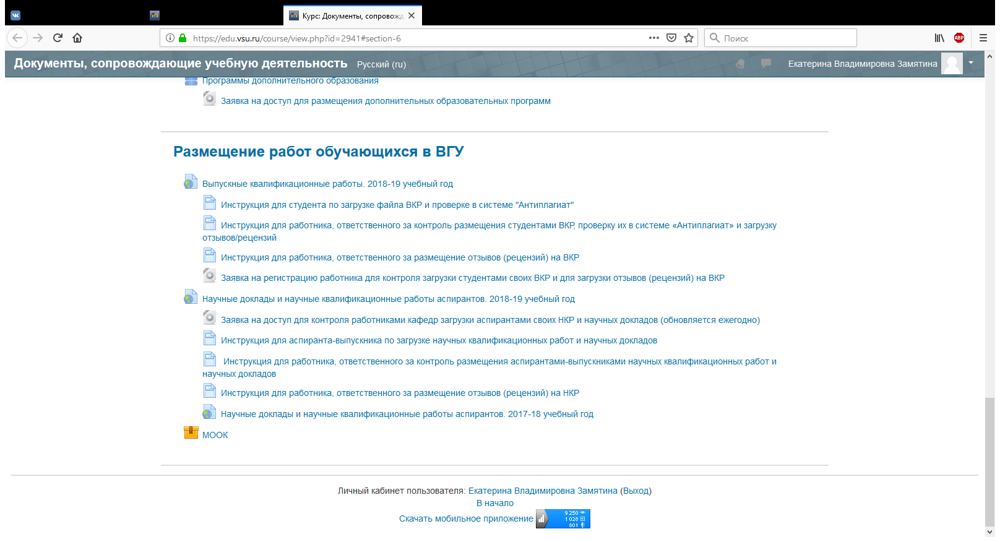 Курс: Документы, сопровожд
https://edu.vsu.ru/course/view.php?id=2941#section-6
Поиск
ABP
Документы, сопровождающие учебную деятельность Русский (ru)
Екатерина Владимировна Замятина
Программы дополнительного образования
Заявка на доступ для размещения дополнительных образовательных программ
Размещение работ обучающихся в ВГУ
Выпускные квалификационные работы. 2018-19 учебный год
Инструкция для студента по загрузке файла ВКР и проверке в системе "Антиплагиат"
Инструкция для работника, ответственного за контроль размещения студентами ВКР, проверку их в системе «Антиплагиат» и загрузку
отзывов/рецензий
Инструкция для работника, ответственного за размещение отзывов (рецензий) на ВКР
Заявка на регистрацию работника для контроля загрузки студентами своих ВКР и для загрузки отзывов (рецензий) на ВКР
Научные доклады и научные квалификационные работы аспирантов. 2018-19 учебный год
Заявка на доступ для контроля работниками кафедр загрузки аспирантами своих НКР и научных докладов (обновляется ежегодно)
Инструкция для аспиранта-выпускника по загрузке научных квалификационных работ и научных докладов
Инструкция для работника, ответственного за контроль размещения аспирантами-выпускниками научных квалификационных работ и
научных докладов
Инструкция для работника, ответственного за размещение отзывов (рецензий) на НКР
Научные доклады и научные квалификационные работы аспирантов. 2017-18 учебный год
МООК
Личный кабинет пользователя: Екатерина Владимировна Замятина (Выход)
В начало
Скачать мобильное приложение
9 250
1 028
801